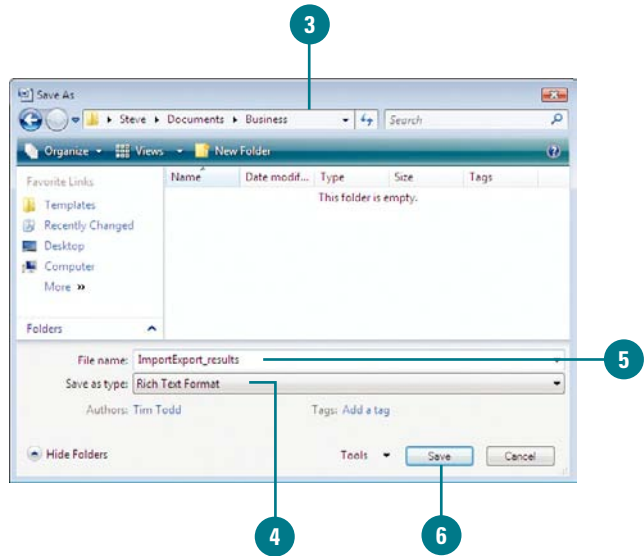 3
Save As
Steve Documents Business Search
Organize Views New Folder
Favorite Links Name Date modif... Type Size Tags
This folder is empty.
Templates
Recently Changed
Desktop
Computer
More »
Folders
File name: ImportExport_results 5
Save as type: Rich Text Format
Authors: Tim Todd Tags: Add a tag
Hide Folders Tools Save Cancel
4 6